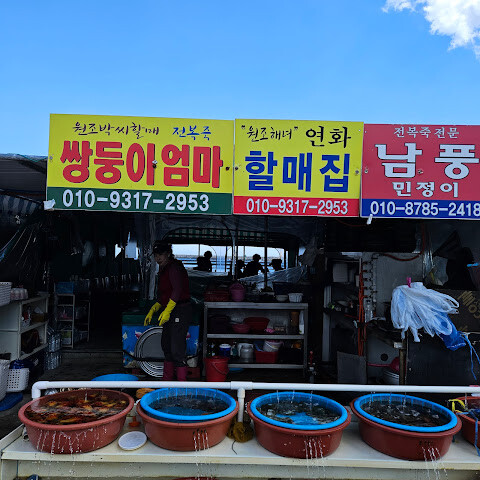 원조박씨할매 전복죽
쌍둥이엄마
010-9317-2953
"원조해녀" 연화
할매집
010-9317-2953
전복죽 전문
남풍
민정이
010-8785-2418